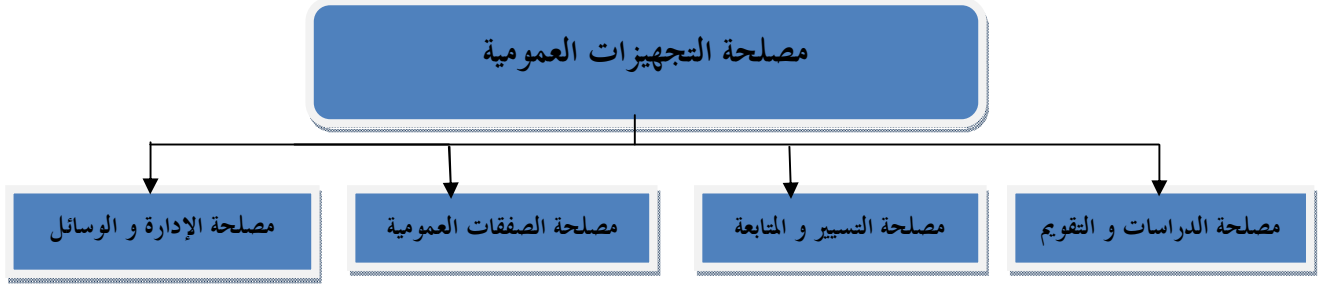 مصلحة التجهيزات العمومية
مصلحة الدراسات و التقويم
مصلحة التسيير و المتابعة
مصلحة الصفقات العمومية
مصلحة الإدارة و الوسائل